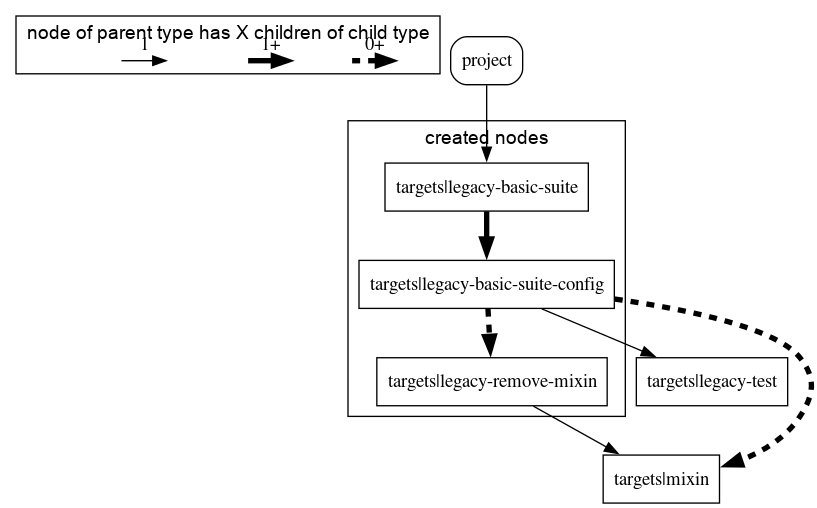 node of parent type has X children of child type
1
1+
0+
project
created nodes
targets|legacy-basic-suite
targets|legacy-basic-suite-config
targets|legacy-remove-mixin
targets|legacy-test
targets|mixin